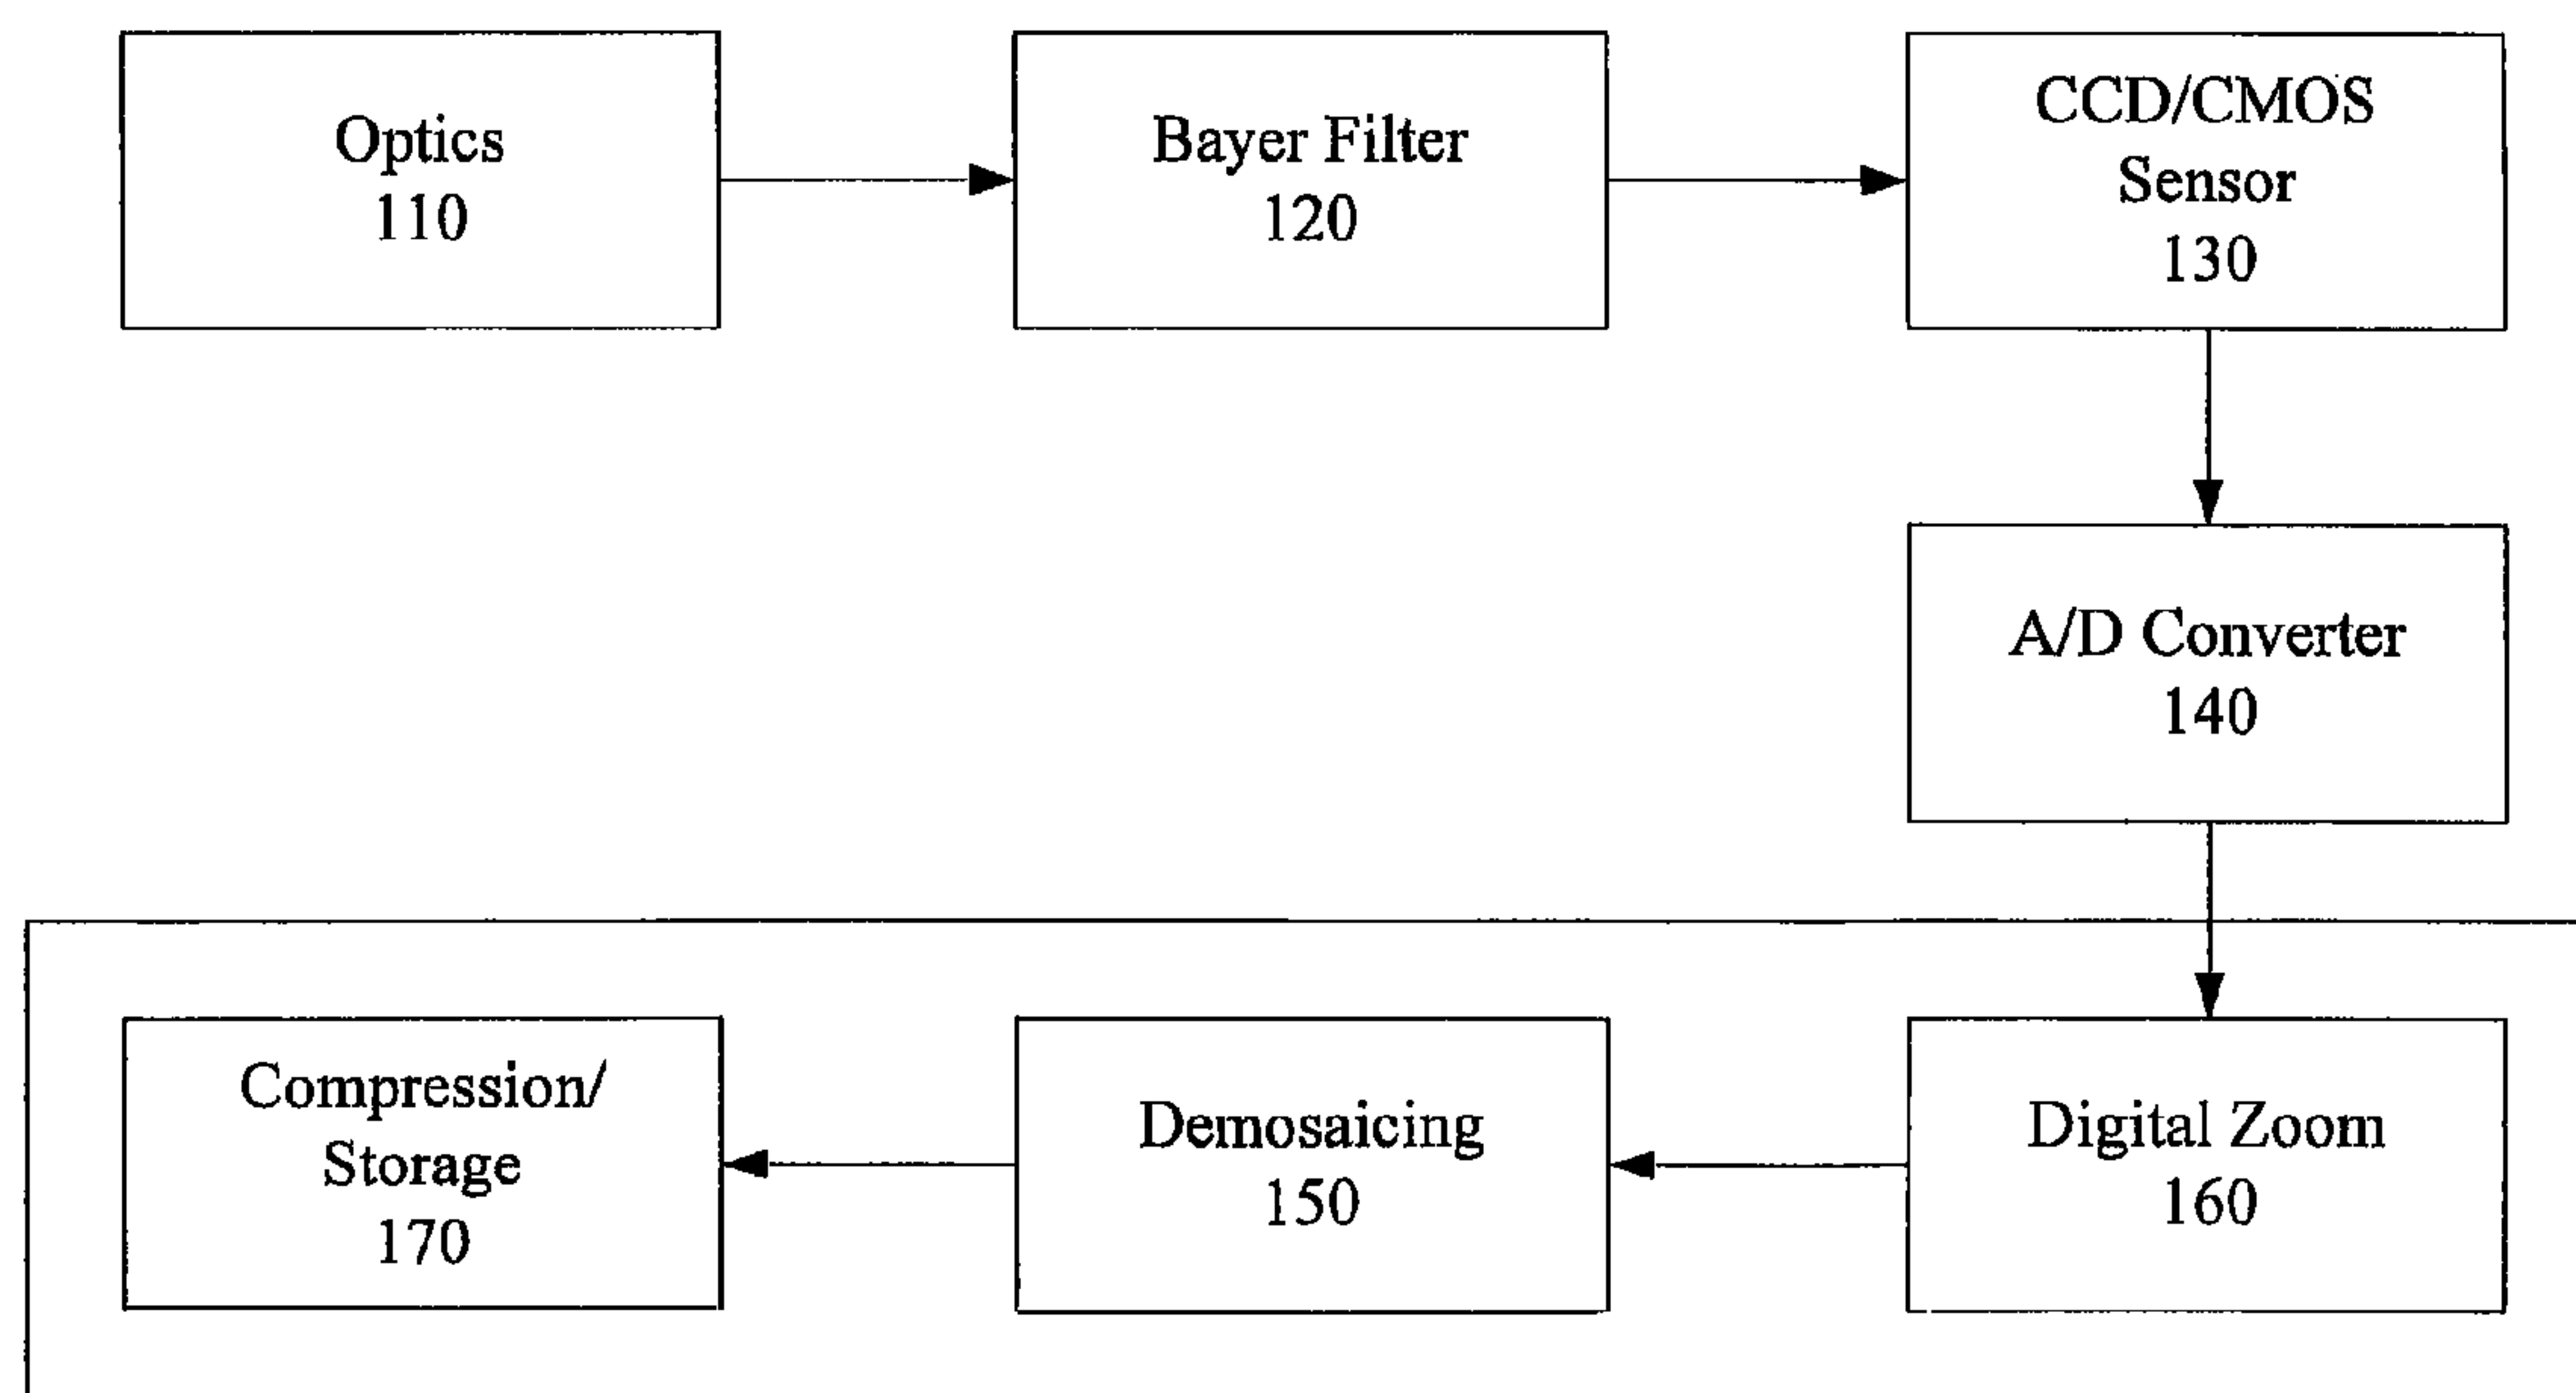 Optics
110
Bayer Filter
120
CCD/CMOS
Sensor
130
A/D Converter
140
Compression/
Storage
170
Demosaicing
150
Digital Zoom
160